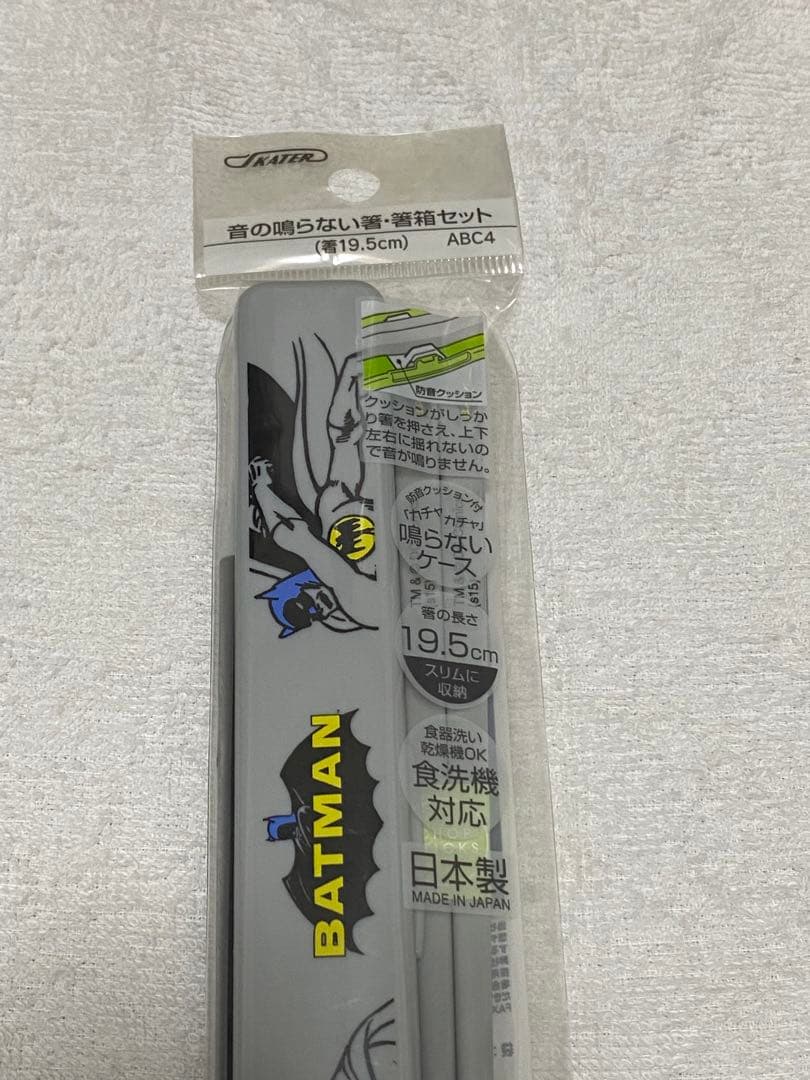 SKATER
音の鳴らない箸・箸箱セット
(箸19.5cm) ABC4
防音クッション
クッションがしっか
り箸を押さえ、上下
左右に揺れないの
で音が鳴りません。
防音クッション付
「カチャカチャ」
鳴らない
ケース
箸の長さ
19.5cm
スリムに
収納
食器洗い
乾燥機OK
食洗機
対応
日本製
MADE IN JAPAN
BATMAN